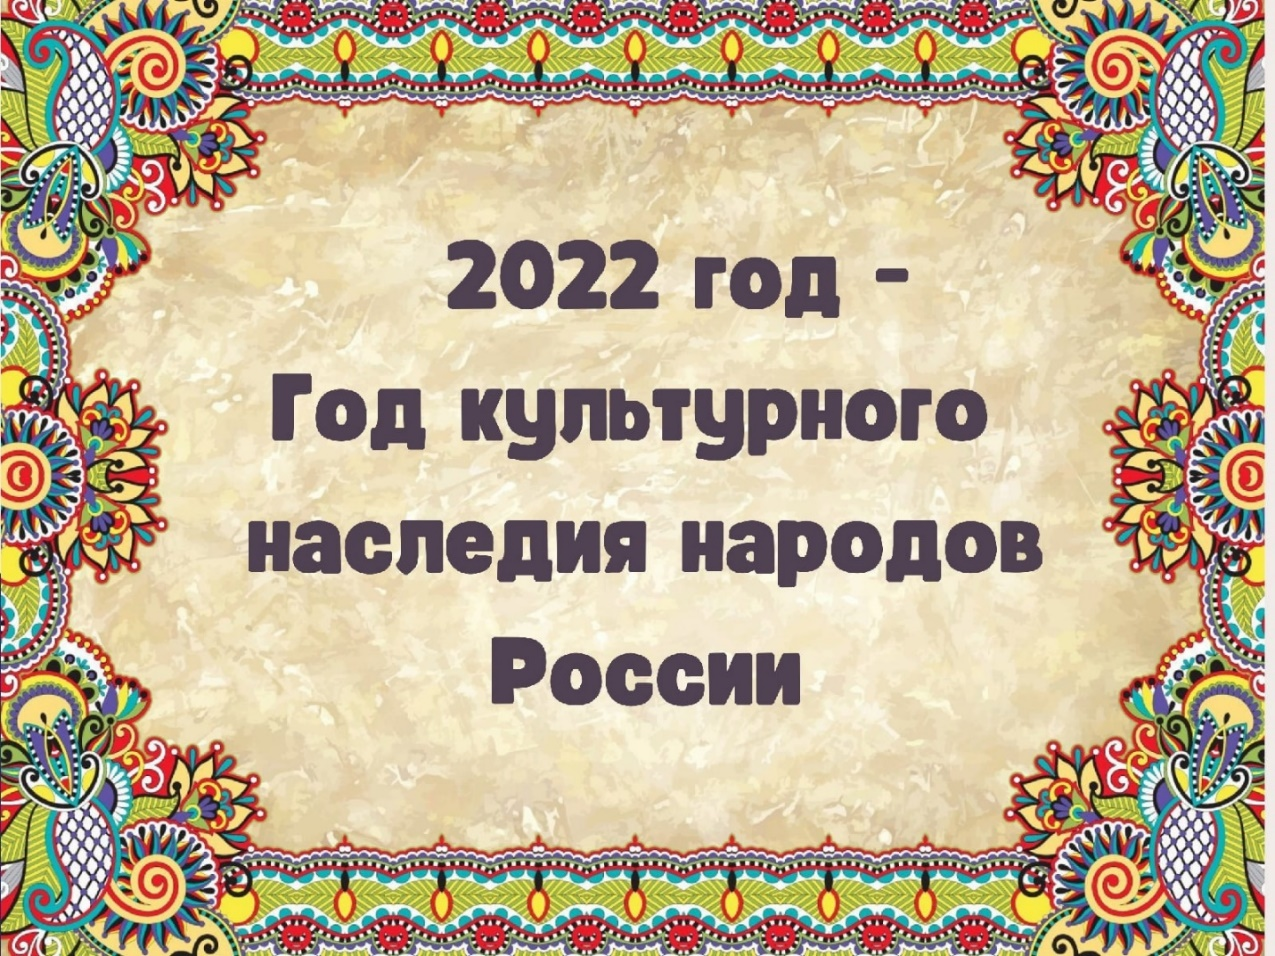 2022 год -
Год культурного
наследия народов
России